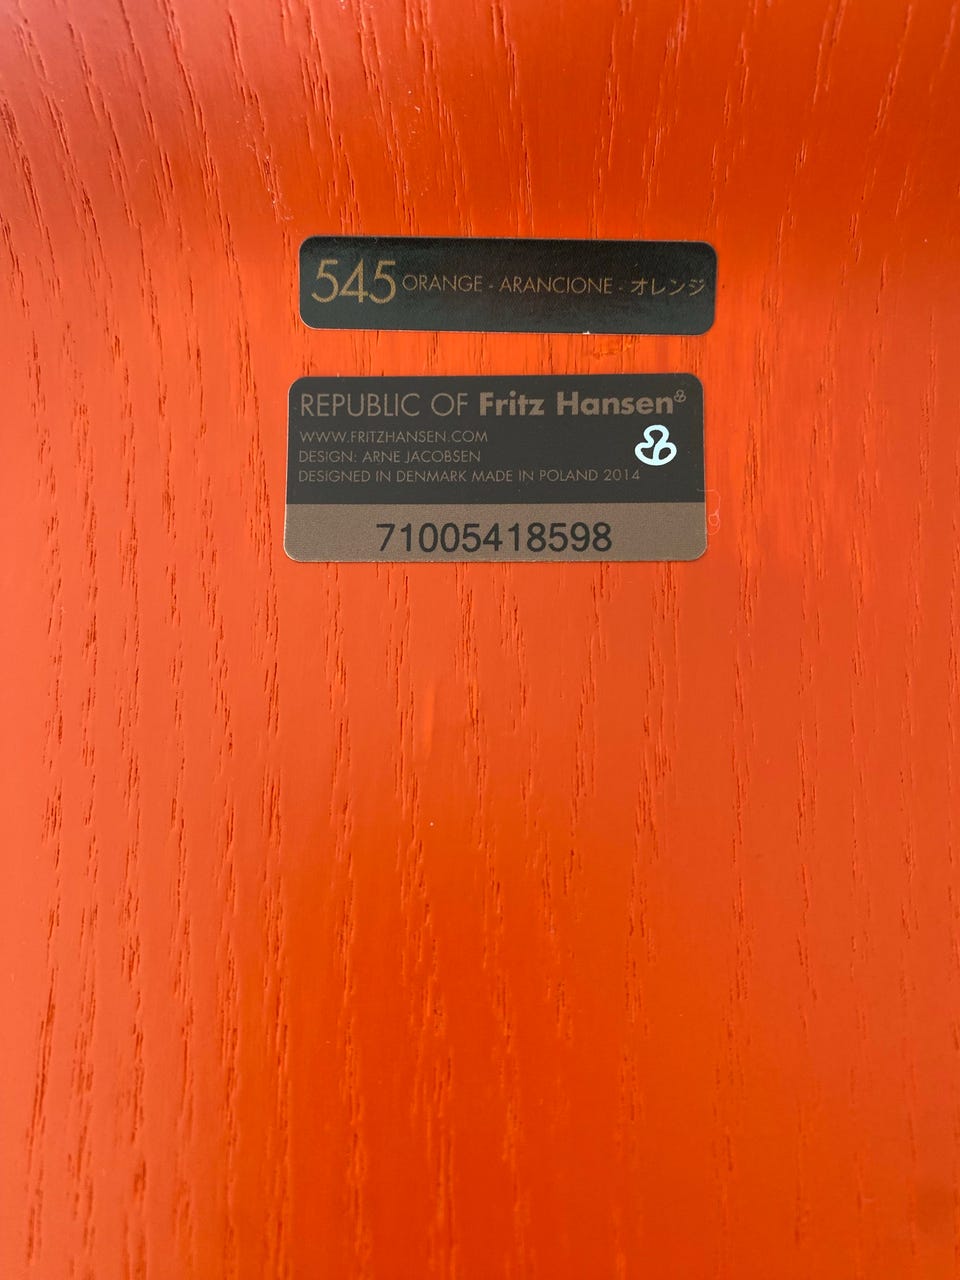 545 ORANGE - ARANCIONE - オレンジ
REPUBLIC OF Fritz Hansen
WWW.FRITZHANSEN.COM
DESIGN: ARNE JACOBSEN
DESIGNED IN DENMARK MADE IN POLAND 2014
71005418598